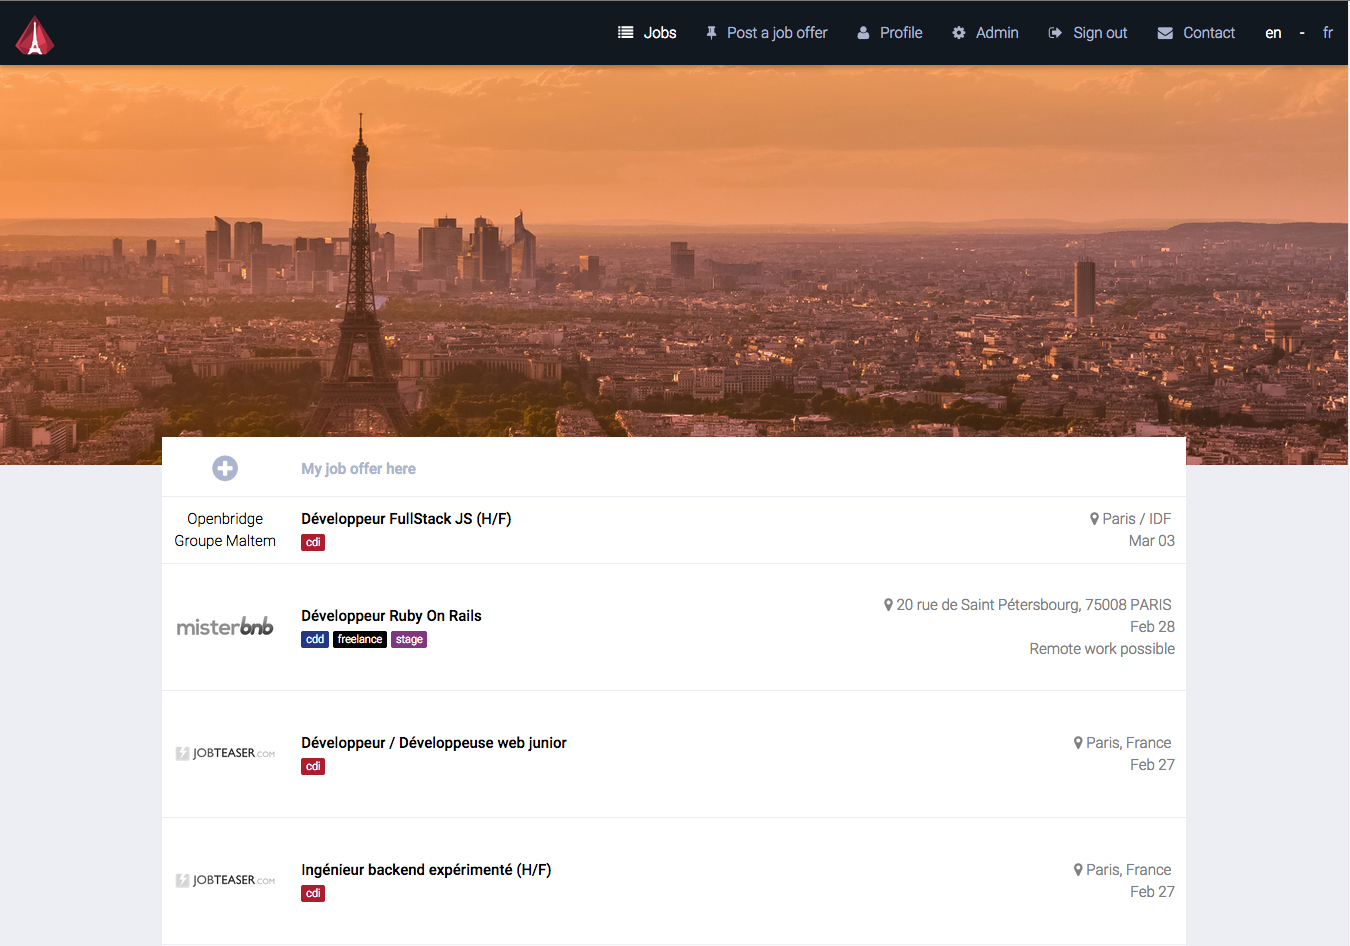 Jobs
Post a job offer
Profile
Admin
Sign out
Contact
en - fr
My job offer here
Openbridge
Groupe Maltem
Développeur FullStack JS (H/F)
cdi
Paris / IDF
Mar 03
misterbnb
Développeur Ruby On Rails
cdd freelance stage
20 rue de Saint Pétersbourg, 75008 PARIS
Feb 28
Remote work possible
JOBTEASER.COM
Développeur / Développeuse web junior
cdi
Paris, France
Feb 27
JOBTEASER.COM
Ingénieur backend expérimenté (H/F)
cdi
Paris, France
Feb 27